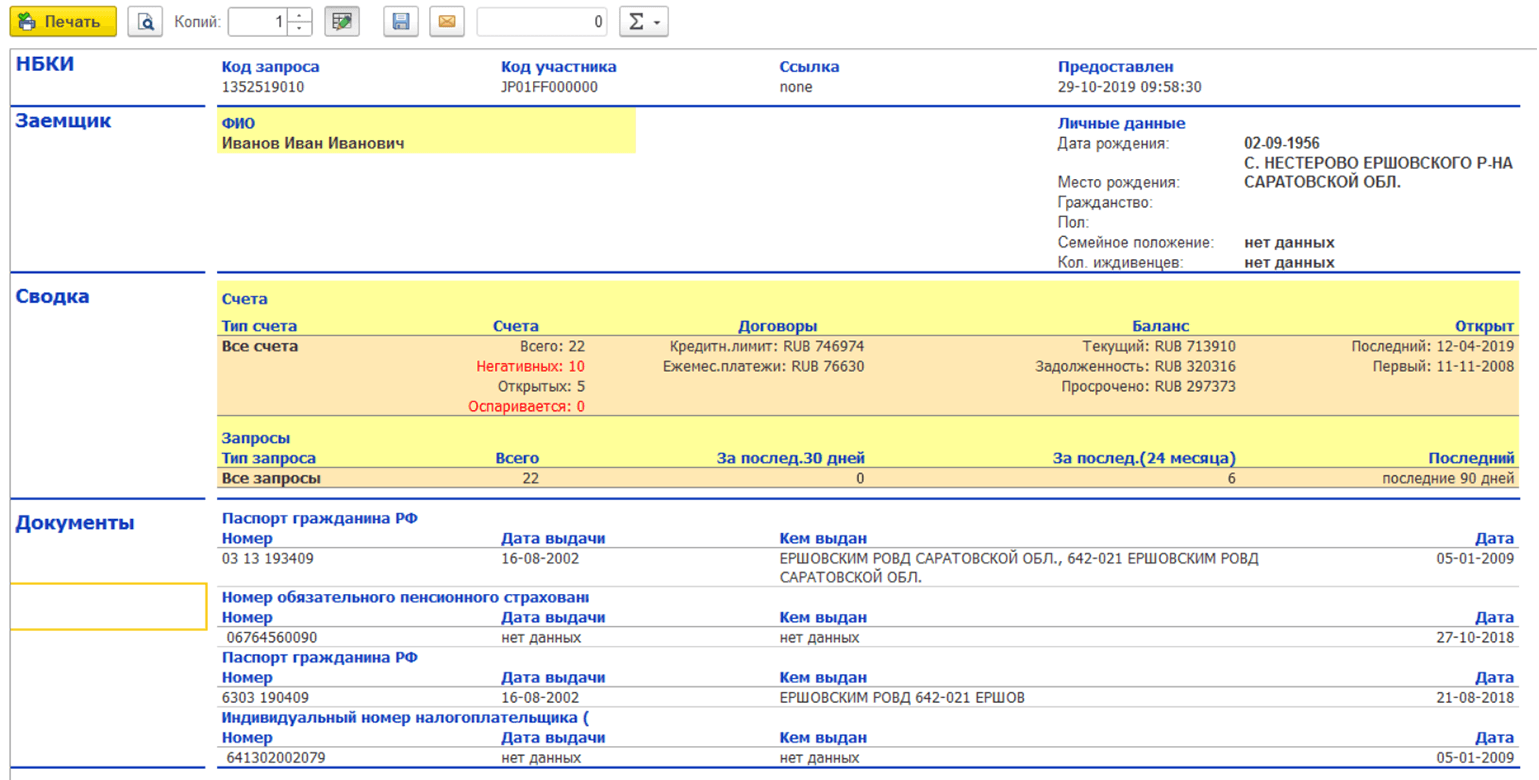 Печать Копий: 1 0 Σ
НБКИ Код запроса Код участника Ссылка Предоставлен
1352519010 JP01FF000000 none 29-10-2019 09:58:30
Заемщик ФИО Личные данные
Иванов Иван Иванович Дата рождения: 02-09-1956
С. НЕСТЕРОВО ЕРШОВСКОГО Р-НА
Место рождения: САРАТОВСКОЙ ОБЛ.
Гражданство:
Пол:
Семейное положение: нет данных
Кол. иждивенцев: нет данных
Сводка Счета
Тип счета Счета Договоры Баланс Открыт
Все счета Всего: 22 Кредитн.лимит: RUB 746974 Текущий: RUB 713910 Последний: 12-04-2019
Негативных: 10 Ежемес.платежи: RUB 76630 Задолженность: RUB 320316 Первый: 11-11-2008
Открытых: 5 Просрочено: RUB 297373
Оспаривается: 0
Запросы
Тип запроса Всего За послед.30 дней За послед.(24 месяца) Последний
Все запросы 22 0 6 последние 90 дней
Документы Паспорт гражданина РФ
Номер Дата выдачи Кем выдан Дата
03 13 193409 16-08-2002 ЕРШОВСКИМ РОВД САРАТОВСКОЙ ОБЛ., 642-021 ЕРШОВСКИМ РОВД 05-01-2009
САРАТОВСКОЙ ОБЛ.
Номер обязательного пенсионного страховани
Номер Дата выдачи Кем выдан Дата
06764560090 нет данных нет данных 27-10-2018
Паспорт гражданина РФ
Номер Дата выдачи Кем выдан Дата
6303 190409 16-08-2002 ЕРШОВСКИМ РОВД 642-021 ЕРШОВ 21-08-2018
Индивидуальный номер налогоплательщика (
Номер Дата выдачи Кем выдан Дата
641302002079 нет данных нет данных 05-01-2009